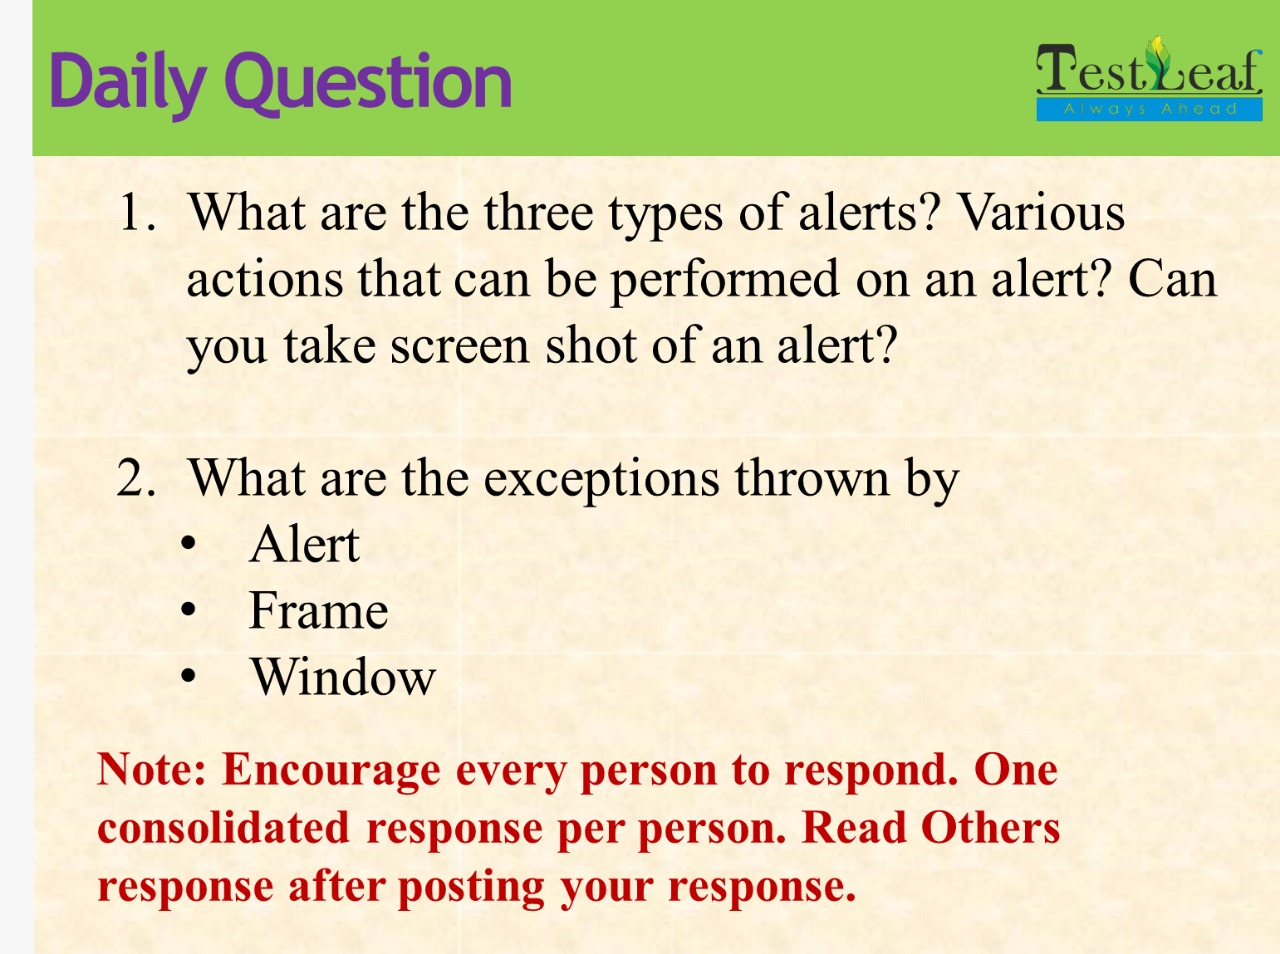 Daily Question
TestLeaf
Always Ahead
1. What are the three types of alerts? Various
actions that can be performed on an alert? Can
you take screen shot of an alert?
2. What are the exceptions thrown by
• Alert
• Frame
• Window
Note: Encourage every person to respond. One
consolidated response per person. Read Others
response after posting your response.